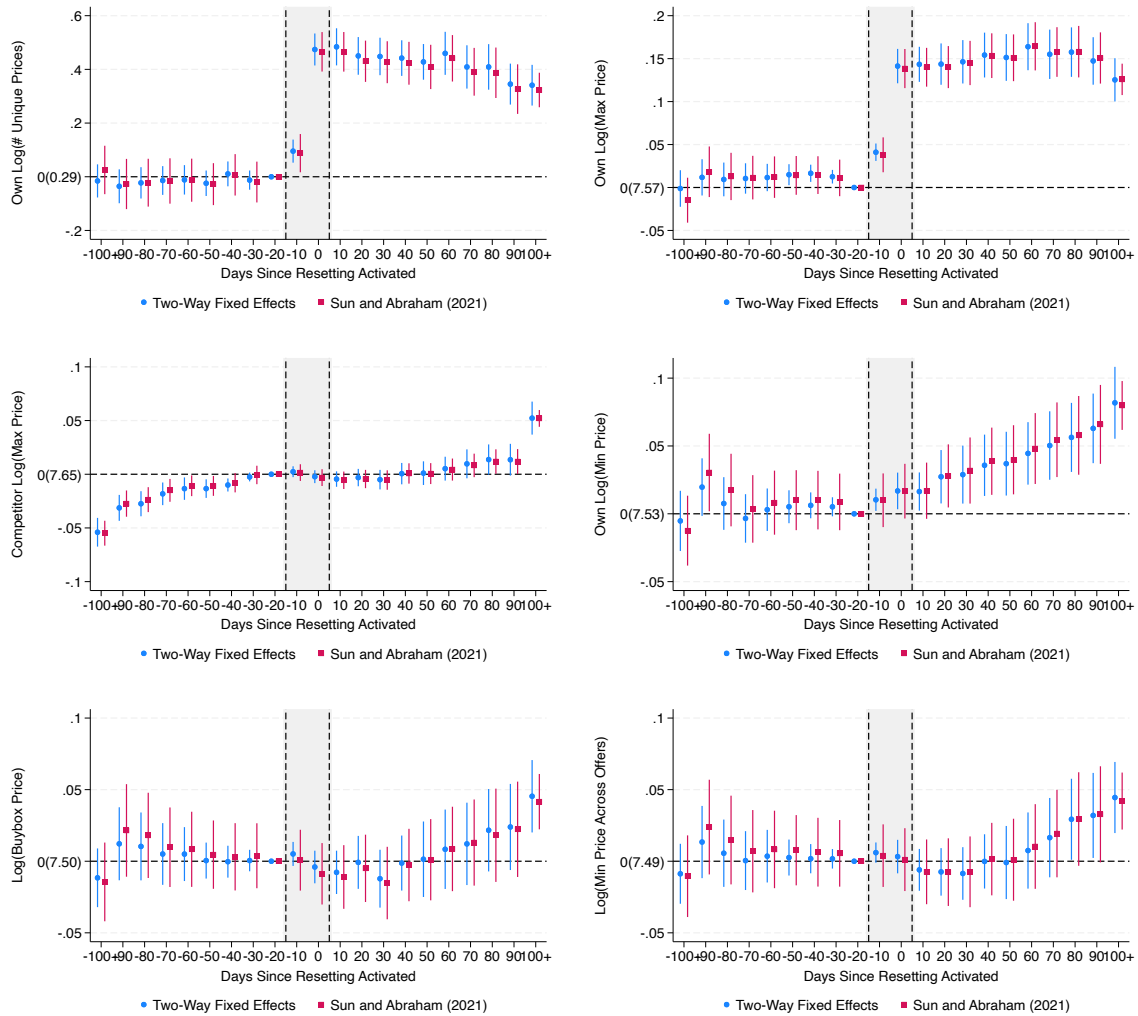 Own Log(# Unique Prices)
.6
.4
.2
0(0.29)
-.2
-100+ -90 -80 -70 -60 -50 -40 -30 -20 -10 0 10 20 30 40 50 60 70 80 90 100+
Days Since Resetting Activated
Two-Way Fixed Effects Sun and Abraham (2021)
Own Log(Max Price)
.2
.15
.1
.05
0(7.57)
-.05
-100+ -90 -80 -70 -60 -50 -40 -30 -20 -10 0 10 20 30 40 50 60 70 80 90 100+
Days Since Resetting Activated
Two-Way Fixed Effects Sun and Abraham (2021)
Competitor Log(Max Price)
.1
.05
0(7.65)
-.05
-.1
-100+ -90 -80 -70 -60 -50 -40 -30 -20 -10 0 10 20 30 40 50 60 70 80 90 100+
Days Since Resetting Activated
Two-Way Fixed Effects Sun and Abraham (2021)
Own Log(Min Price)
.1
.05
0(7.53)
-.05
-100+ -90 -80 -70 -60 -50 -40 -30 -20 -10 0 10 20 30 40 50 60 70 80 90 100+
Days Since Resetting Activated
Two-Way Fixed Effects Sun and Abraham (2021)
Log(Buybox Price)
.1
.05
0(7.50)
-.05
-100+ -90 -80 -70 -60 -50 -40 -30 -20 -10 0 10 20 30 40 50 60 70 80 90 100+
Days Since Resetting Activated
Two-Way Fixed Effects Sun and Abraham (2021)
Log(Min Price Across Offers)
.1
.05
0(7.49)
-.05
-100+ -90 -80 -70 -60 -50 -40 -30 -20 -10 0 10 20 30 40 50 60 70 80 90 100+
Days Since Resetting Activated
Two-Way Fixed Effects Sun and Abraham (2021)